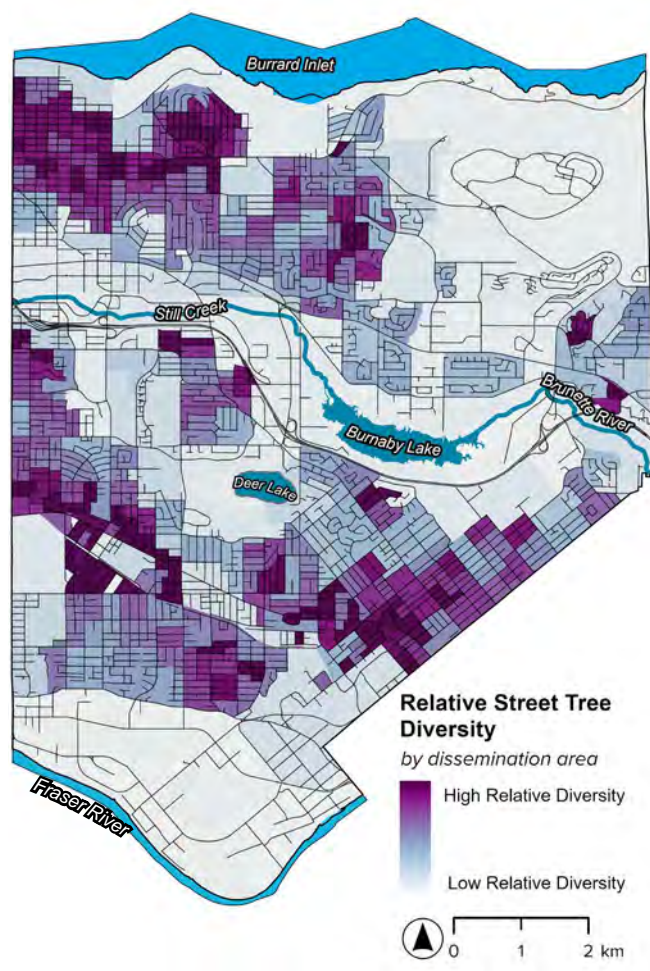 Burrard Inlet
Still Creek
Brunette River
Burnaby Lake
Deer Lake
Fraser River
Relative Street Tree
Diversity
by dissemination area
High Relative Diversity
Low Relative Diversity
0 1 2 km